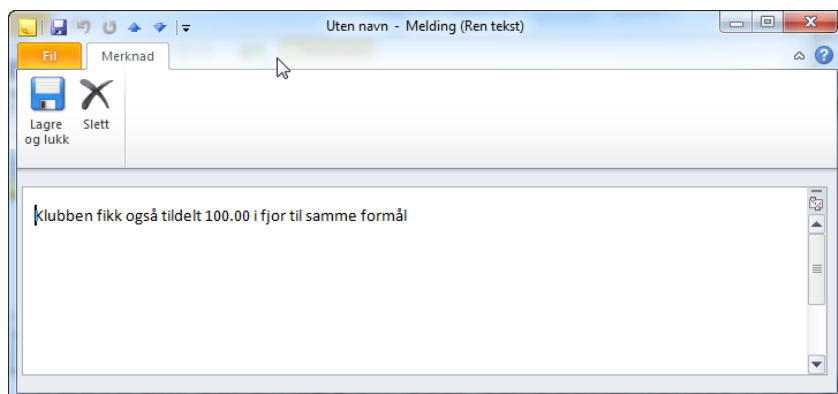 Uten navn - Melding (Ren tekst)
Fil Merknad
Lagre og lukk
Slett
Klubben fikk også tildelt 100.00 i fjor til samme formål